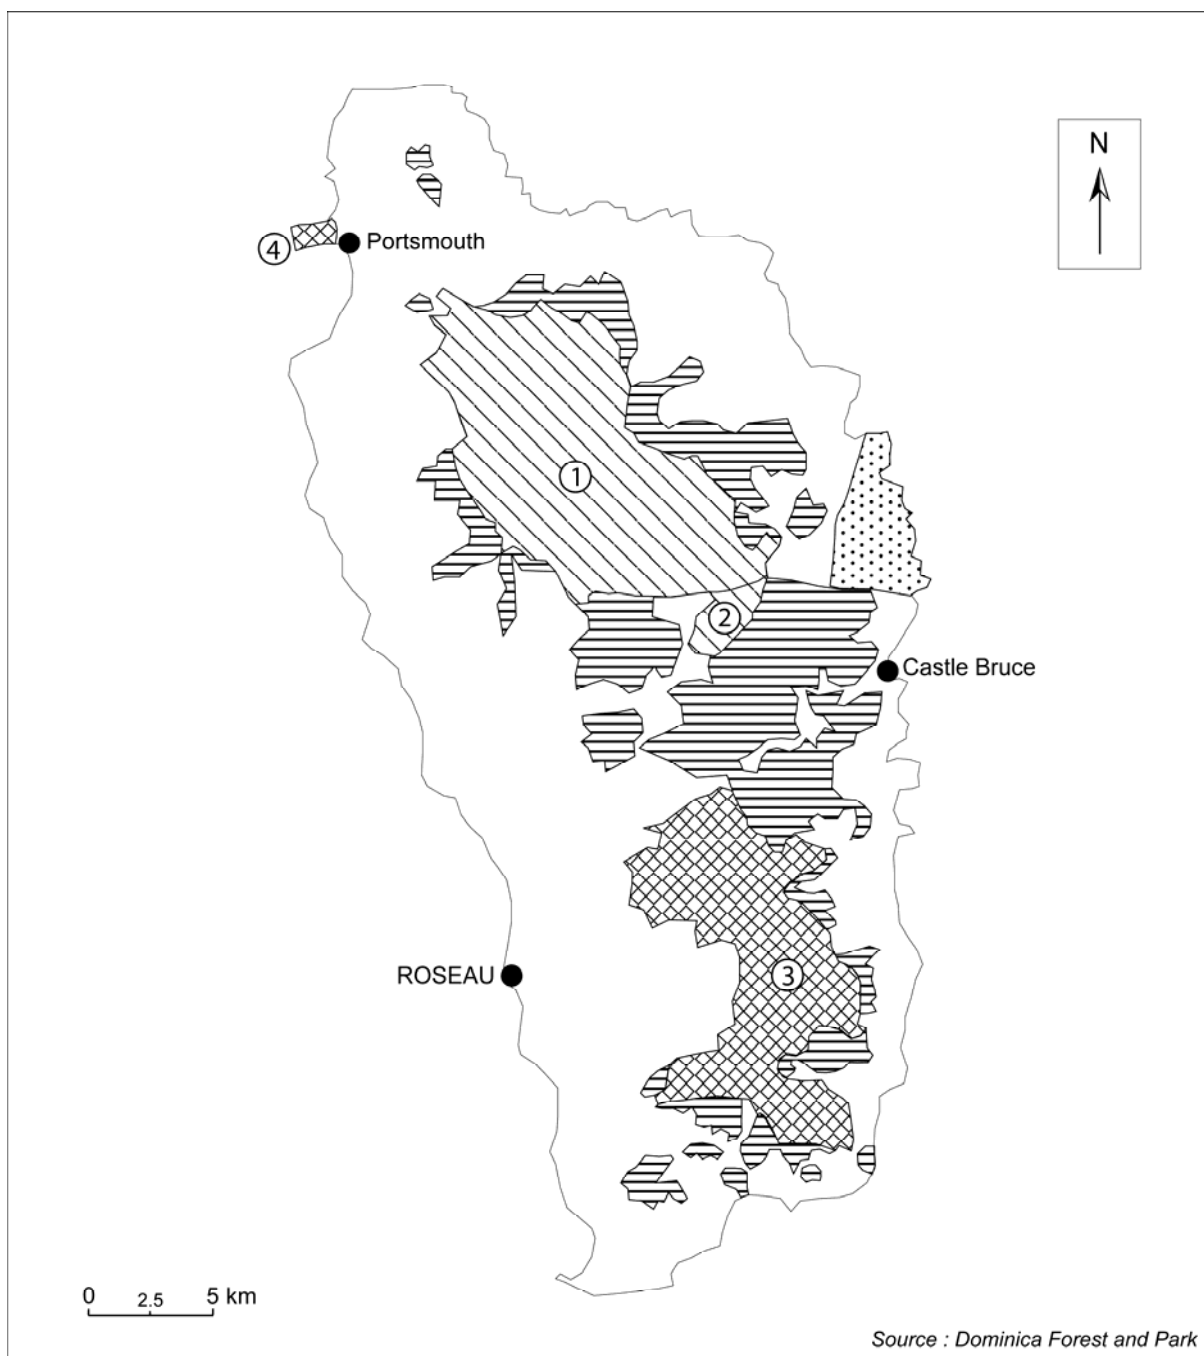 N
4
Portsmouth
1
2
Castle Bruce
3
ROSEAU
0 2.5 5 km
Source : Dominica Forest and Park